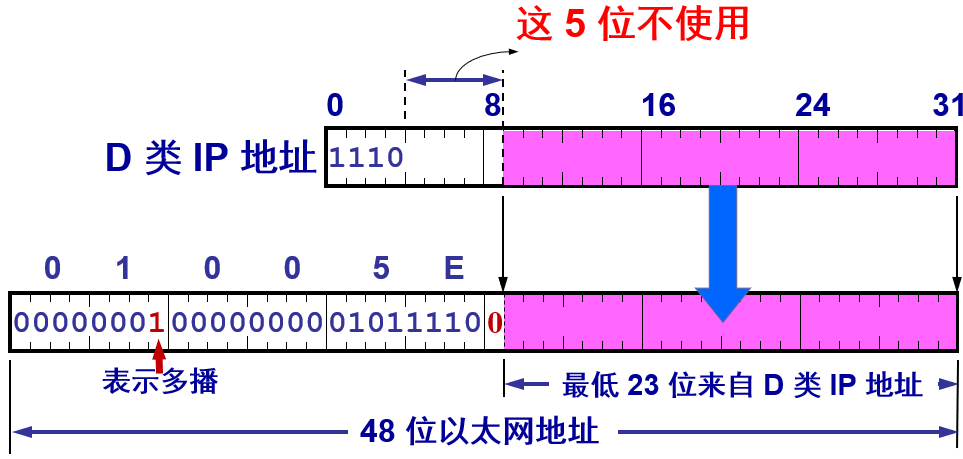 这 5 位不使用
0 8 16 24 31
D 类 IP 地址
1110
0 1 0 0 5 E
00000001 00000000 01011110 0
表示多播
最低 23 位来自 D 类 IP 地址
48 位以太网地址